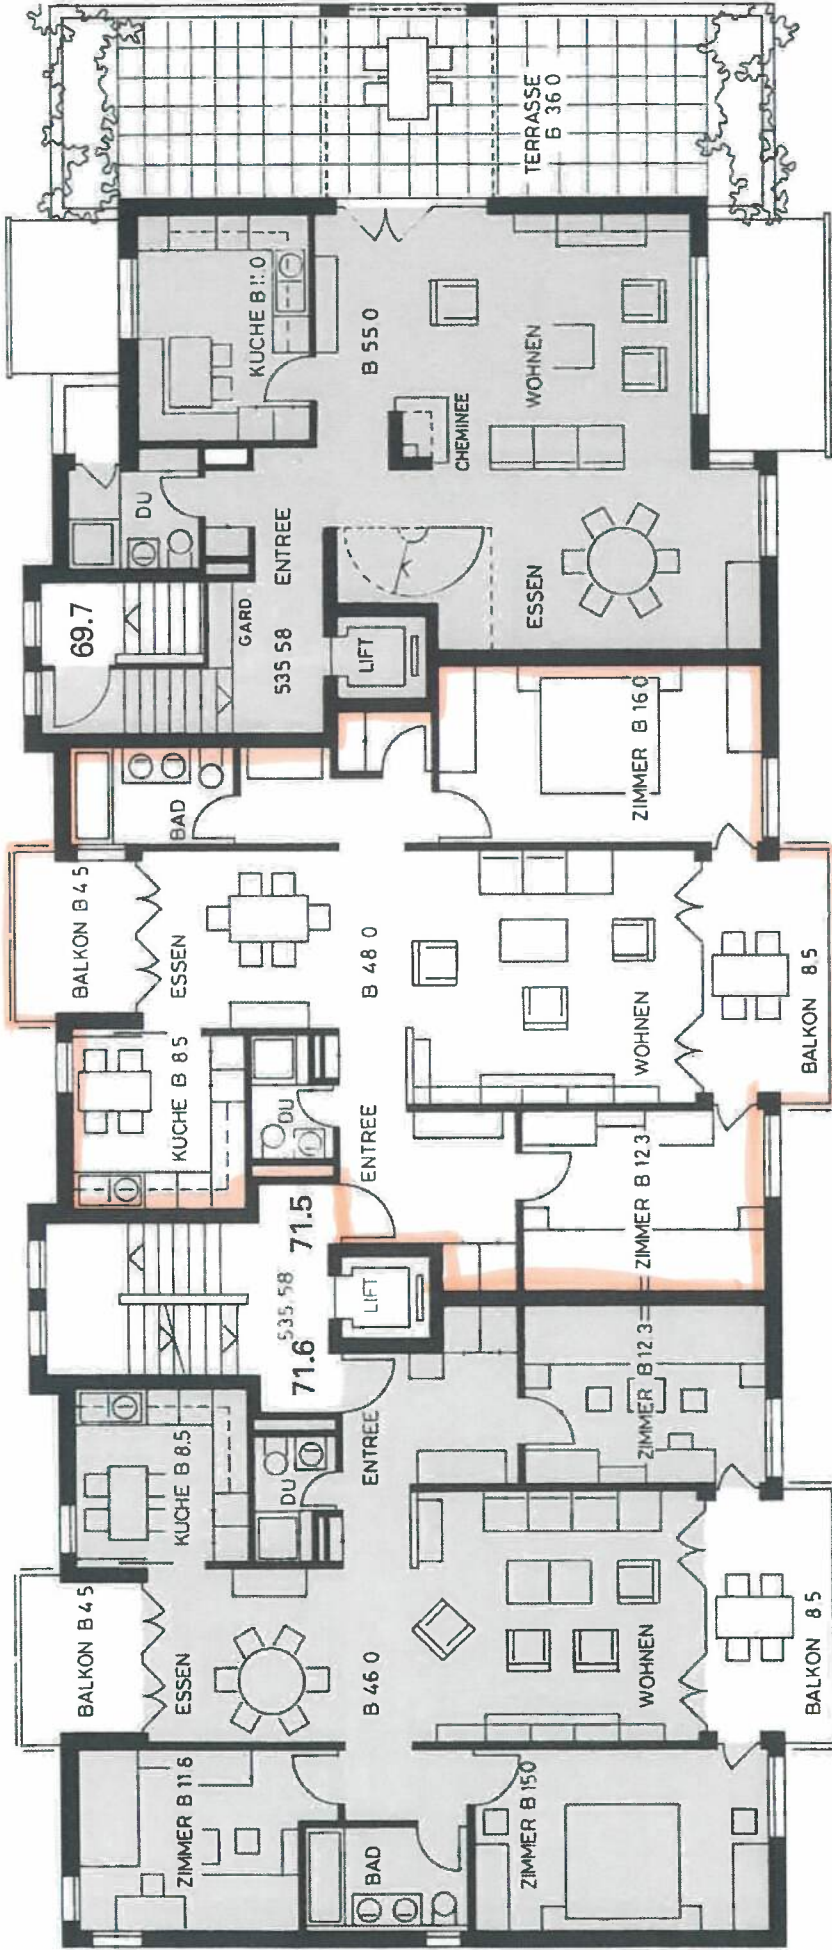 TERRASSE
B 36 0
KUCHE B 11.0
B 55 0
WOHNEN
CHEMINEE
DU
ENTREE
ESSEN
69.7
GARD
535 58
LIFT
ZIMMER B 16 0
BAD
BALKON B 4 5
ESSEN
B 48 0
WOHNEN
BALKON 8.5
KUCHE B 8 5
DU
ENTREE
ZIMMER B 12.3
71.5
535.58
71.6
LIFT
ZIMMER B 12.3
KUCHE B 8.5
DU
ENTREE
BALKON B 4 5
ESSEN
B 46 0
WOHNEN
BALKON 8 5
ZIMMER B 11 8
BAD
ZIMMER B 15 0